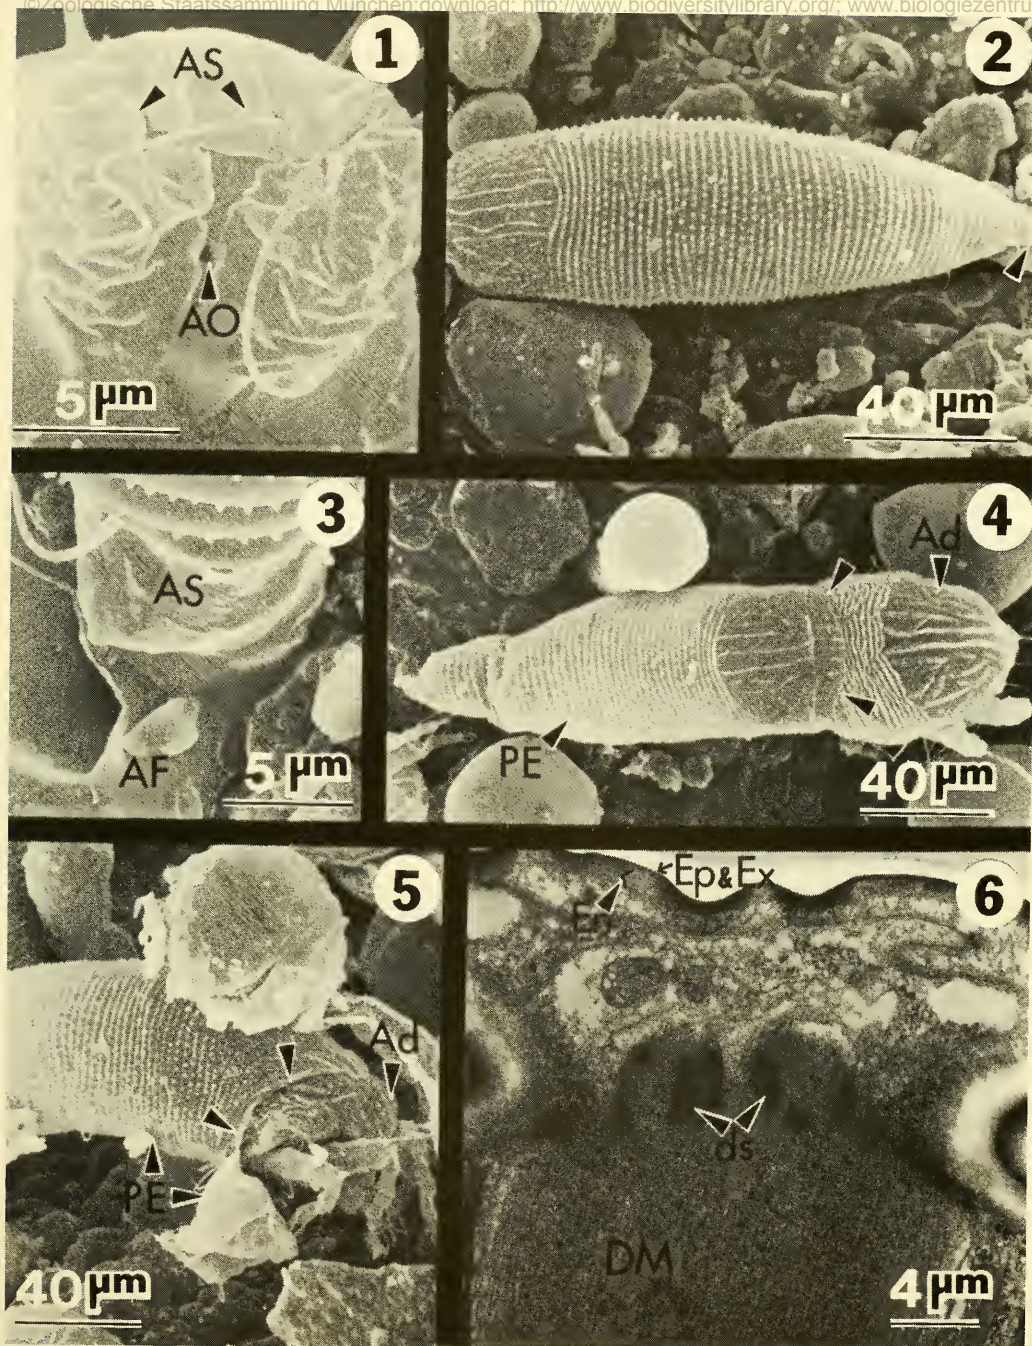 ©Zoologische Staatssammlung München;download: http://www.biodiversitylibrary.org/; www.biologiezentru
1
AS
AO
5 µm
2
40 µm
3
AS
AF
5 µm
4
Ad
PE
40 µm
5
Ad
PE
40 µm
6
Ep&Ex
En
ds
DM
4 µm